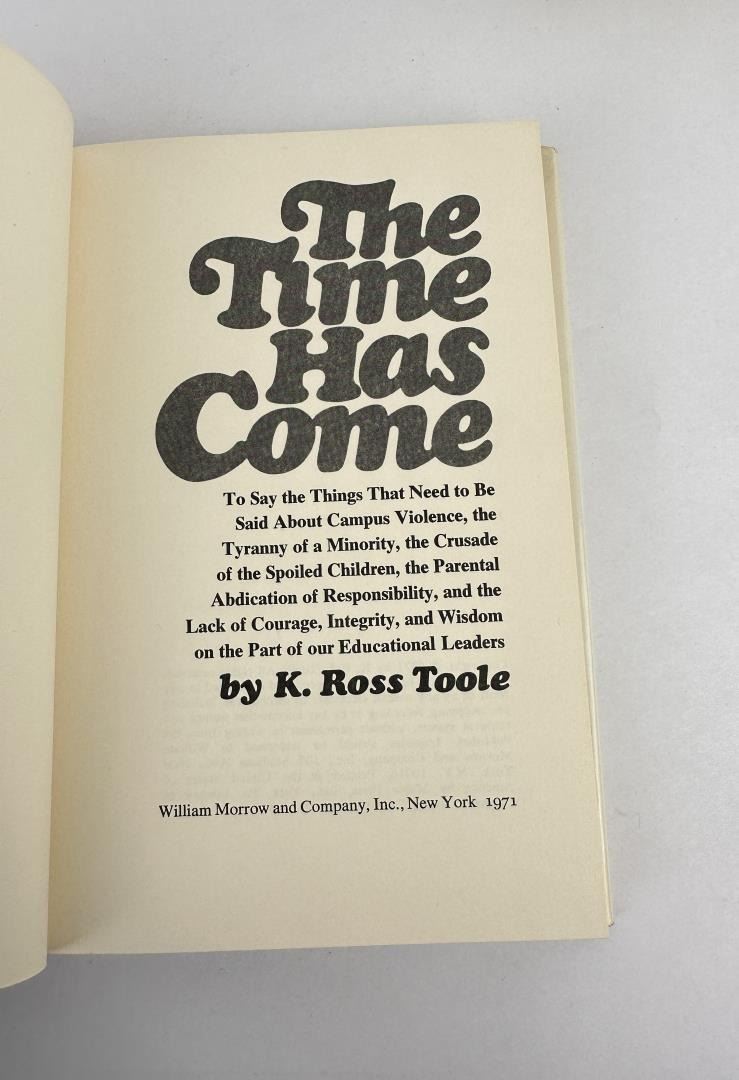 The
Time
Has
Come
To Say the Things That Need to Be
Said About Campus Violence, the
Tyranny of a Minority, the Crusade
of the Spoiled Children, the Parental
Abdication of Responsibility, and the
Lack of Courage, Integrity, and Wisdom
on the Part of our Educational Leaders
by K. Ross Toole
William Morrow and Company, Inc., New York 1971